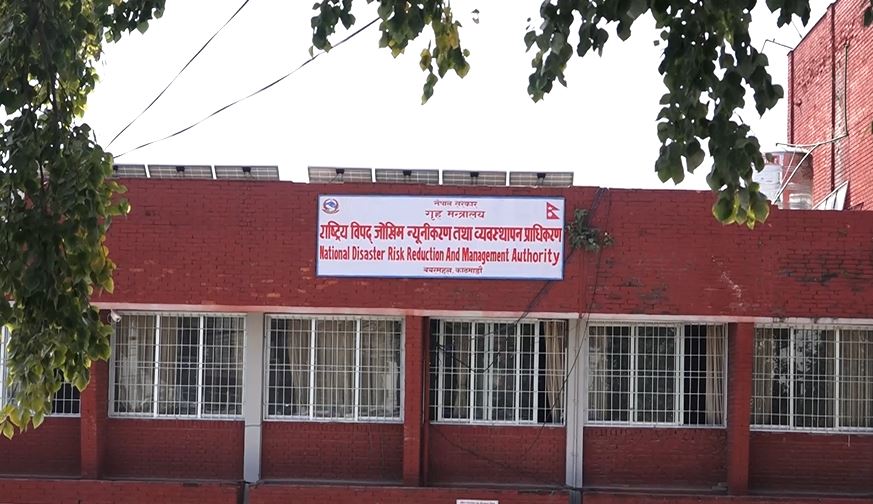 नेपाल सरकार
गृह मन्त्रालय
राष्ट्रिय विपद् जोखिम न्यूनीकरण तथा व्यवस्थापन प्राधिकरण
National Disaster Risk Reduction And Management Authority
बबरमहल, काठमाडौं